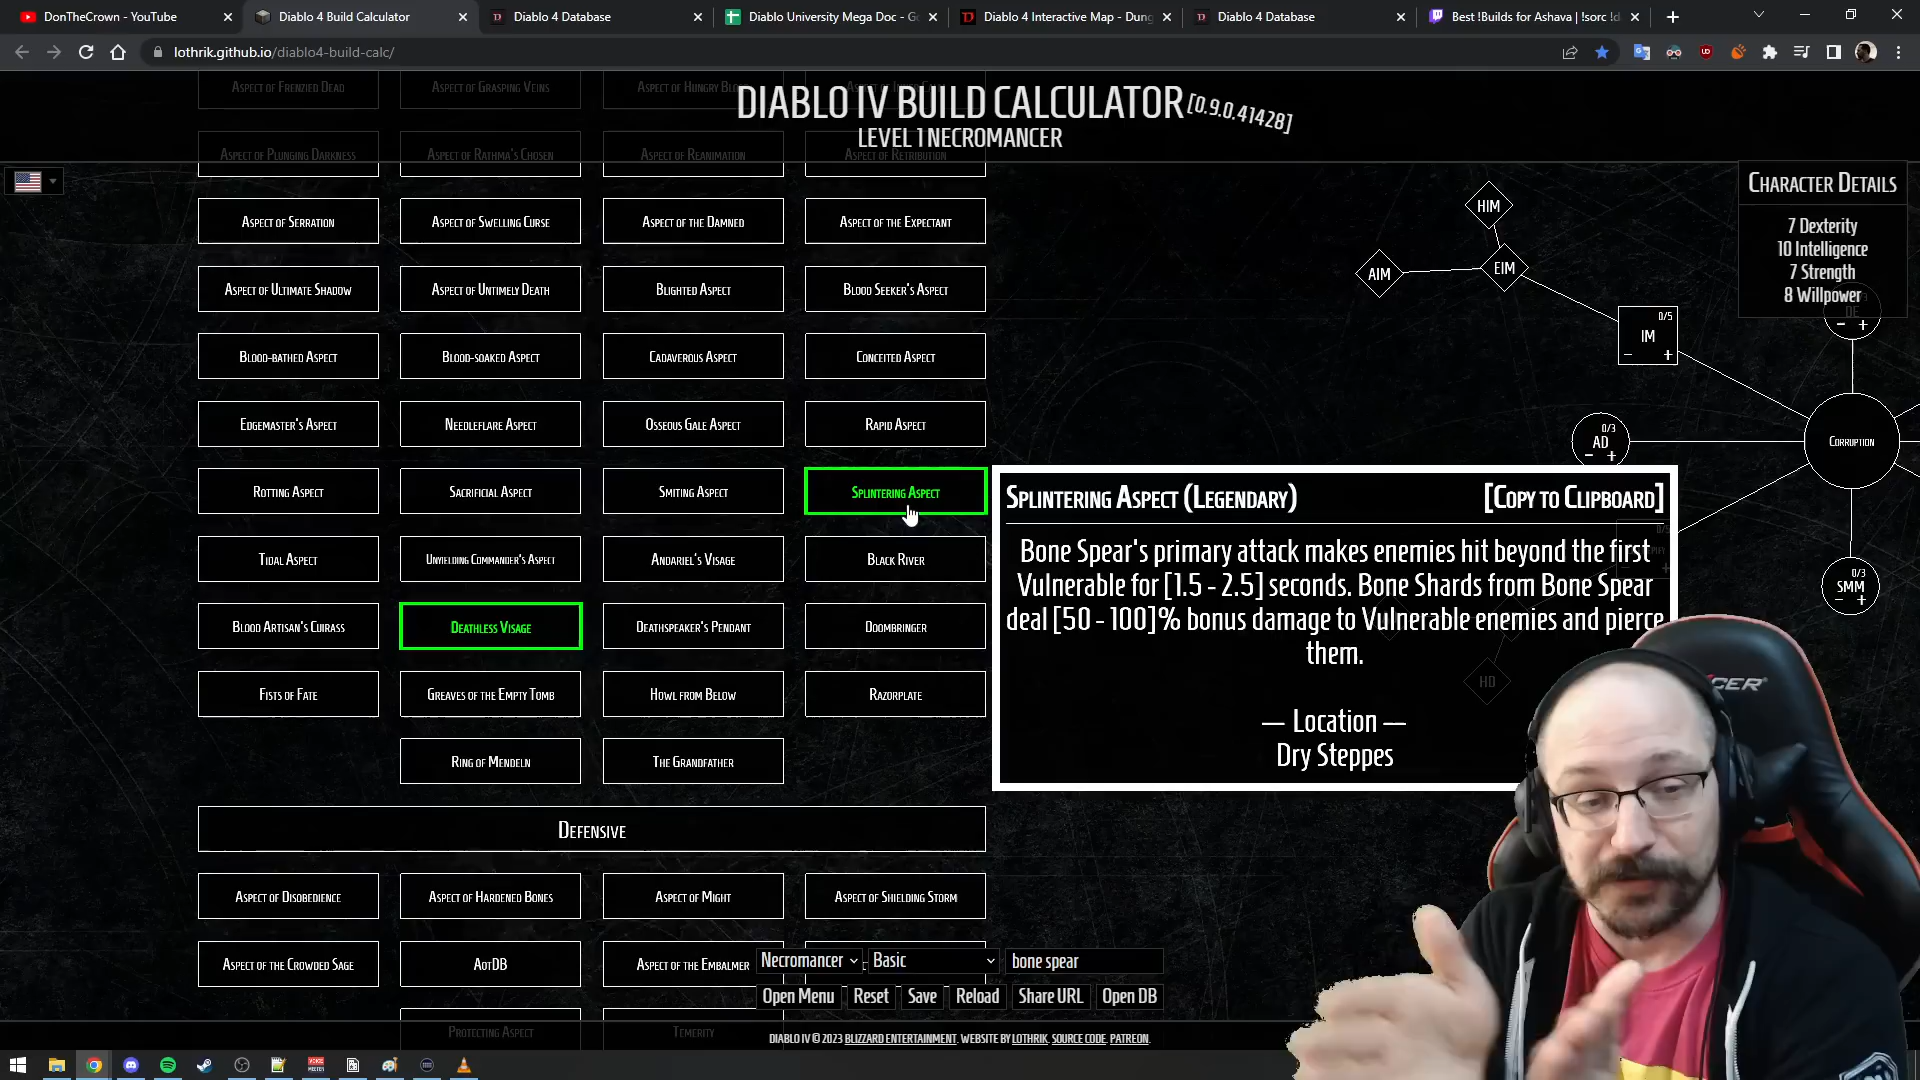 DonTheCrown - YouTube
Diablo 4 Build Calculator
Diablo 4 Database
Diablo University Mega Doc - Go
Diablo 4 Interactive Map - Dung
Diablo 4 Database
Best !Builds for Ashava | !sorc !d
lothrik.github.io/diablo4-build-calc/
Aspect of Frenzied Dead
Aspect of Grasping Veins
Aspect of Hungry Blo
DIABLO IV BUILD CALCULATOR [0.9.0.41428]
LEVEL 1 NECROMANCER
Aspect of Plunging Darkness
Aspect of Rathma's Chosen
Aspect of Reanimation
Aspect of Retribution
Character Details
7 Dexterity
10 Intelligence
7 Strength
8 Willpower
Aspect of Serration
Aspect of Swelling Curse
Aspect of the Damned
Aspect of the Expectant
Aspect of Ultimate Shadow
Aspect of Untimely Death
Blighted Aspect
Blood Seeker's Aspect
Blood-bathed Aspect
Blood-soaked Aspect
Cadaverous Aspect
Conceited Aspect
Edgemaster's Aspect
Needleflare Aspect
Osseous Gale Aspect
Rapid Aspect
Rotting Aspect
Sacrificial Aspect
Smiting Aspect
Splintering Aspect
Tidal Aspect
Unyielding Commander's Aspect
Andariel's Visage
Black River
Blood Artisan's Cuirass
Deathless Visage
Deathspeaker's Pendant
Doombringer
Fists of Fate
Greaves of the Empty Tomb
Howl from Below
Razorplate
Ring of Mendeln
The Grandfather
HIM
AIM
EIM
0/5
IM
− +
DE
− +
0/3
AD
− +
Corruption
0/3
SMM
− +
HD
Splintering Aspect (Legendary)
[Copy to Clipboard]
Bone Spear's primary attack makes enemies hit beyond the first
Vulnerable for [1.5 - 2.5] seconds. Bone Shards from Bone Spear
deal [50 - 100]% bonus damage to Vulnerable enemies and pierce
them.
— Location —
Dry Steppes
Defensive
Aspect of Disobedience
Aspect of Hardened Bones
Aspect of Might
Aspect of Shielding Storm
Aspect of the Crowded Sage
AotDB
Aspect of the Embalmer
Protecting Aspect
Temerity
Necromancer
Basic
bone spear
Open Menu
Reset
Save
Reload
Share URL
Open DB
DIABLO IV © 2023 BLIZZARD ENTERTAINMENT. WEBSITE BY LOTHRIK. SOURCE CODE. PATREON.